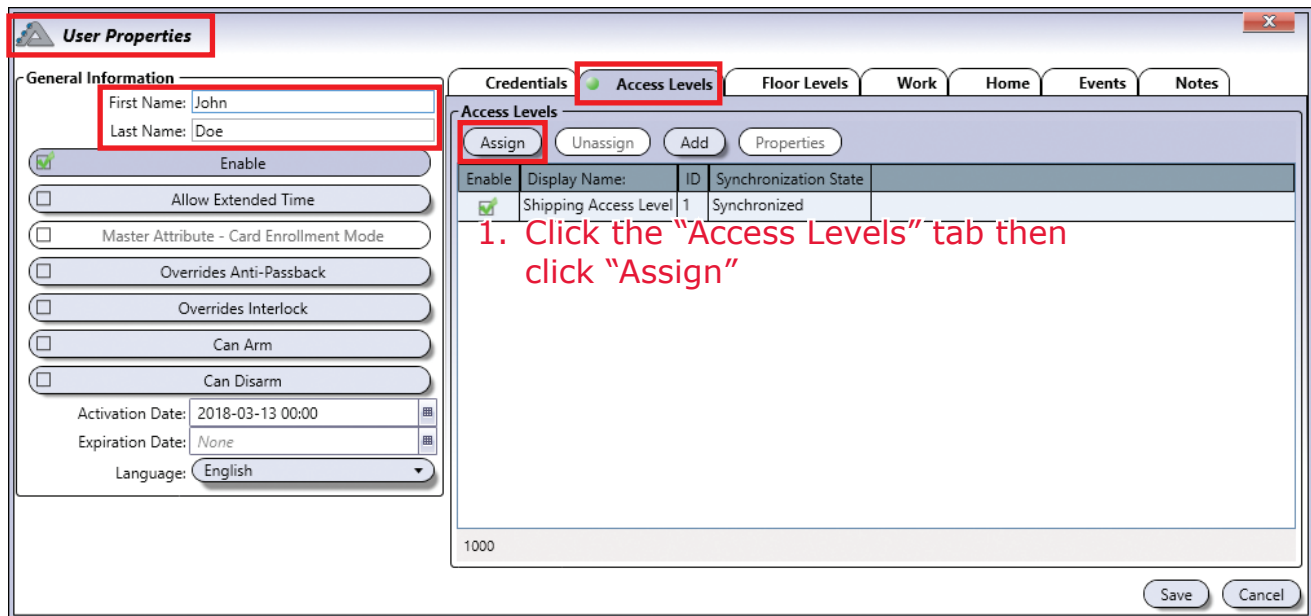 User Properties
X
General Information
First Name: John
Last Name: Doe
Enable
Allow Extended Time
Master Attribute - Card Enrollment Mode
Overrides Anti-Passback
Overrides Interlock
Can Arm
Can Disarm
Activation Date: 2018-03-13 00:00
Expiration Date: None
Language: English
Credentials Access Levels Floor Levels Work Home Events Notes
Access Levels
Assign Unassign Add Properties
Enable Display Name: ID Synchronization State
Shipping Access Level 1 Synchronized
1. Click the “Access Levels” tab then
click “Assign”
1000
Save Cancel